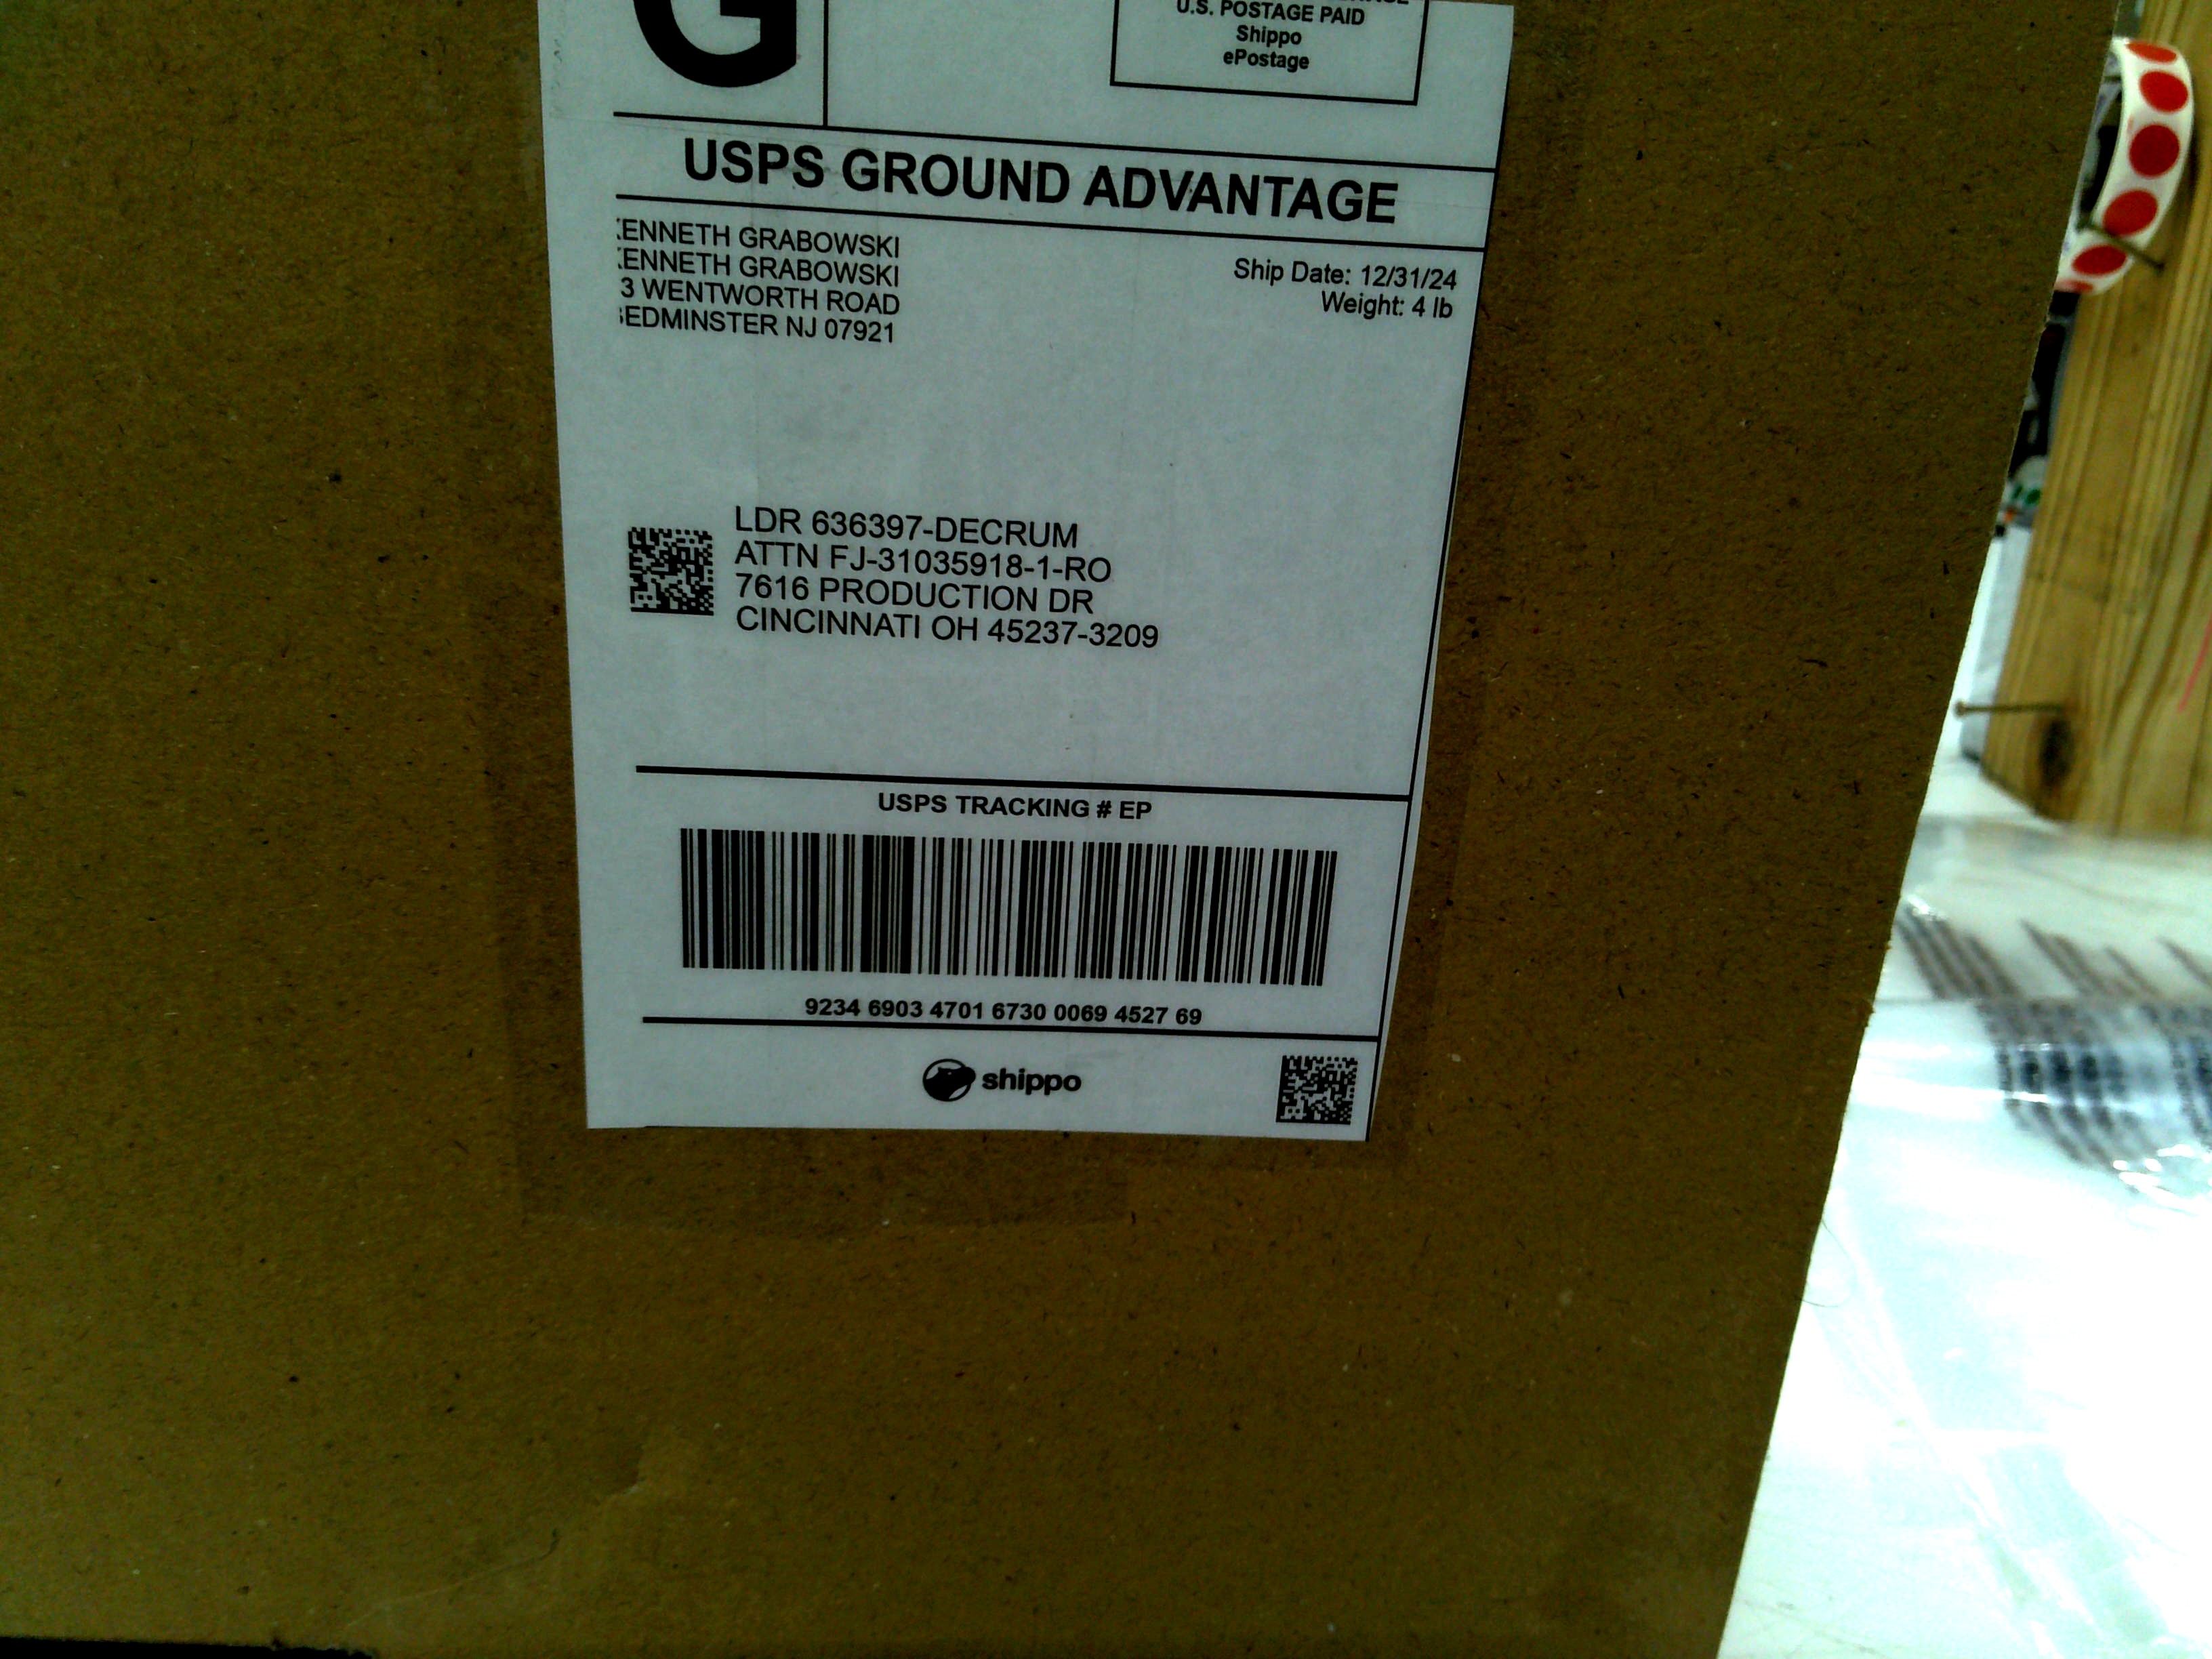 G
U.S. POSTAGE PAID
Shippo
ePostage
USPS GROUND ADVANTAGE
ENNETH GRABOWSKI
ENNETH GRABOWSKI
3 WENTWORTH ROAD
EDMINSTER NJ 07921
Ship Date: 12/31/24
Weight: 4 lb
LDR 636397-DECRUM
ATTN FJ-31035918-1-RO
7616 PRODUCTION DR
CINCINNATI OH 45237-3209
USPS TRACKING # EP
9234 6903 4701 6730 0069 4527 69
shippo